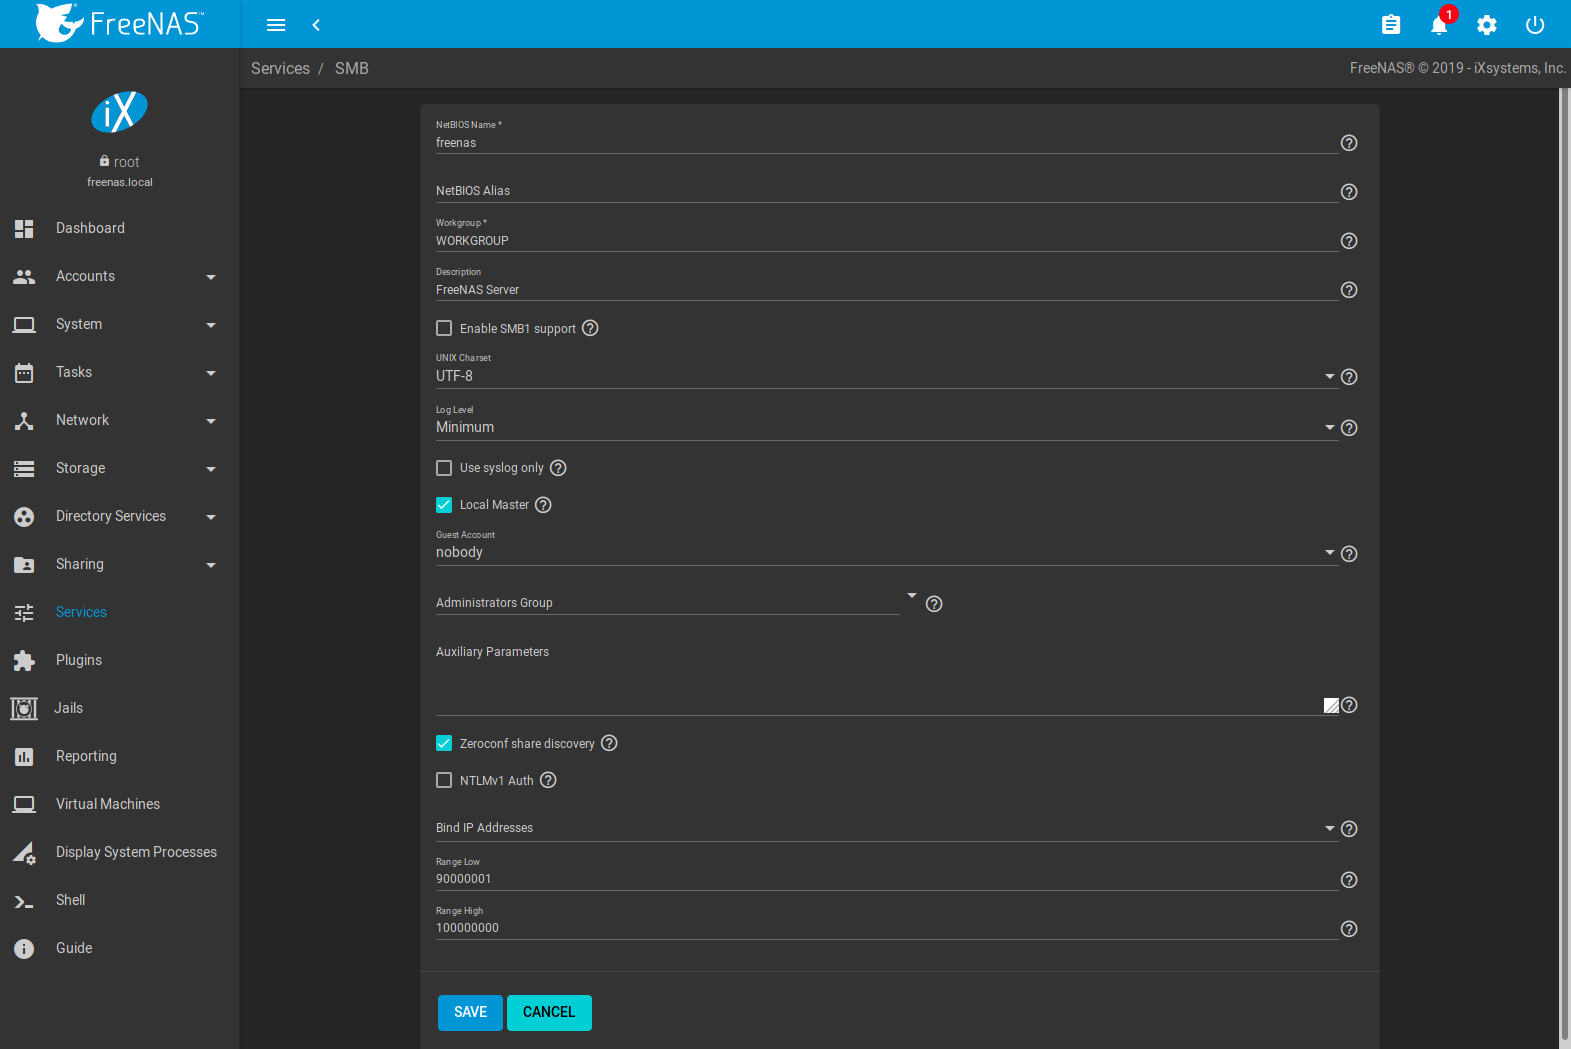 FreeNAS™
1
Services / SMB
FreeNAS® © 2019 - iXsystems, Inc.
iX
root
freenas.local
Dashboard
Accounts
System
Tasks
Network
Storage
Directory Services
Sharing
Services
Plugins
Jails
Reporting
Virtual Machines
Display System Processes
Shell
Guide
NetBIOS Name *
freenas
NetBIOS Alias
Workgroup *
WORKGROUP
Description
FreeNAS Server
Enable SMB1 support
UNIX Charset
UTF-8
Log Level
Minimum
Use syslog only
Local Master
Guest Account
nobody
Administrators Group
Auxiliary Parameters
Zeroconf share discovery
NTLMv1 Auth
Bind IP Addresses
Range Low
90000001
Range High
100000000
SAVE CANCEL